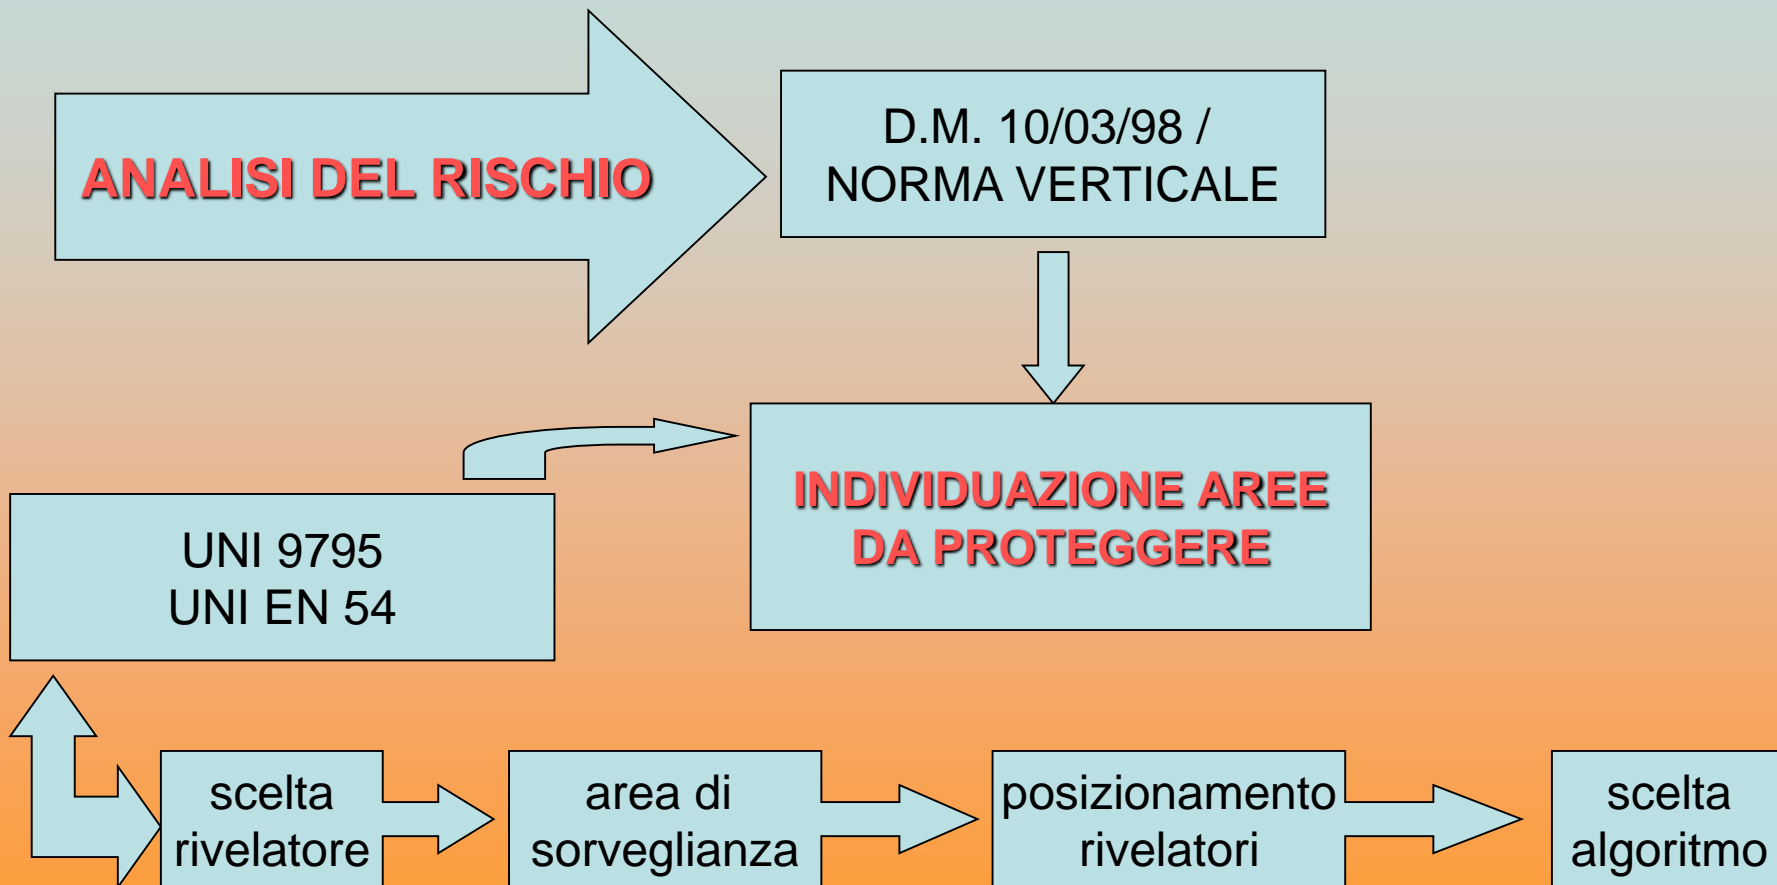 ANALISI DEL RISCHIO
D.M. 10/03/98 /
NORMA VERTICALE
INDIVIDUAZIONE AREE
DA PROTEGGERE
UNI 9795
UNI EN 54
scelta
rivelatore
area di
sorveglianza
posizionamento
rivelatori
scelta
algoritmo